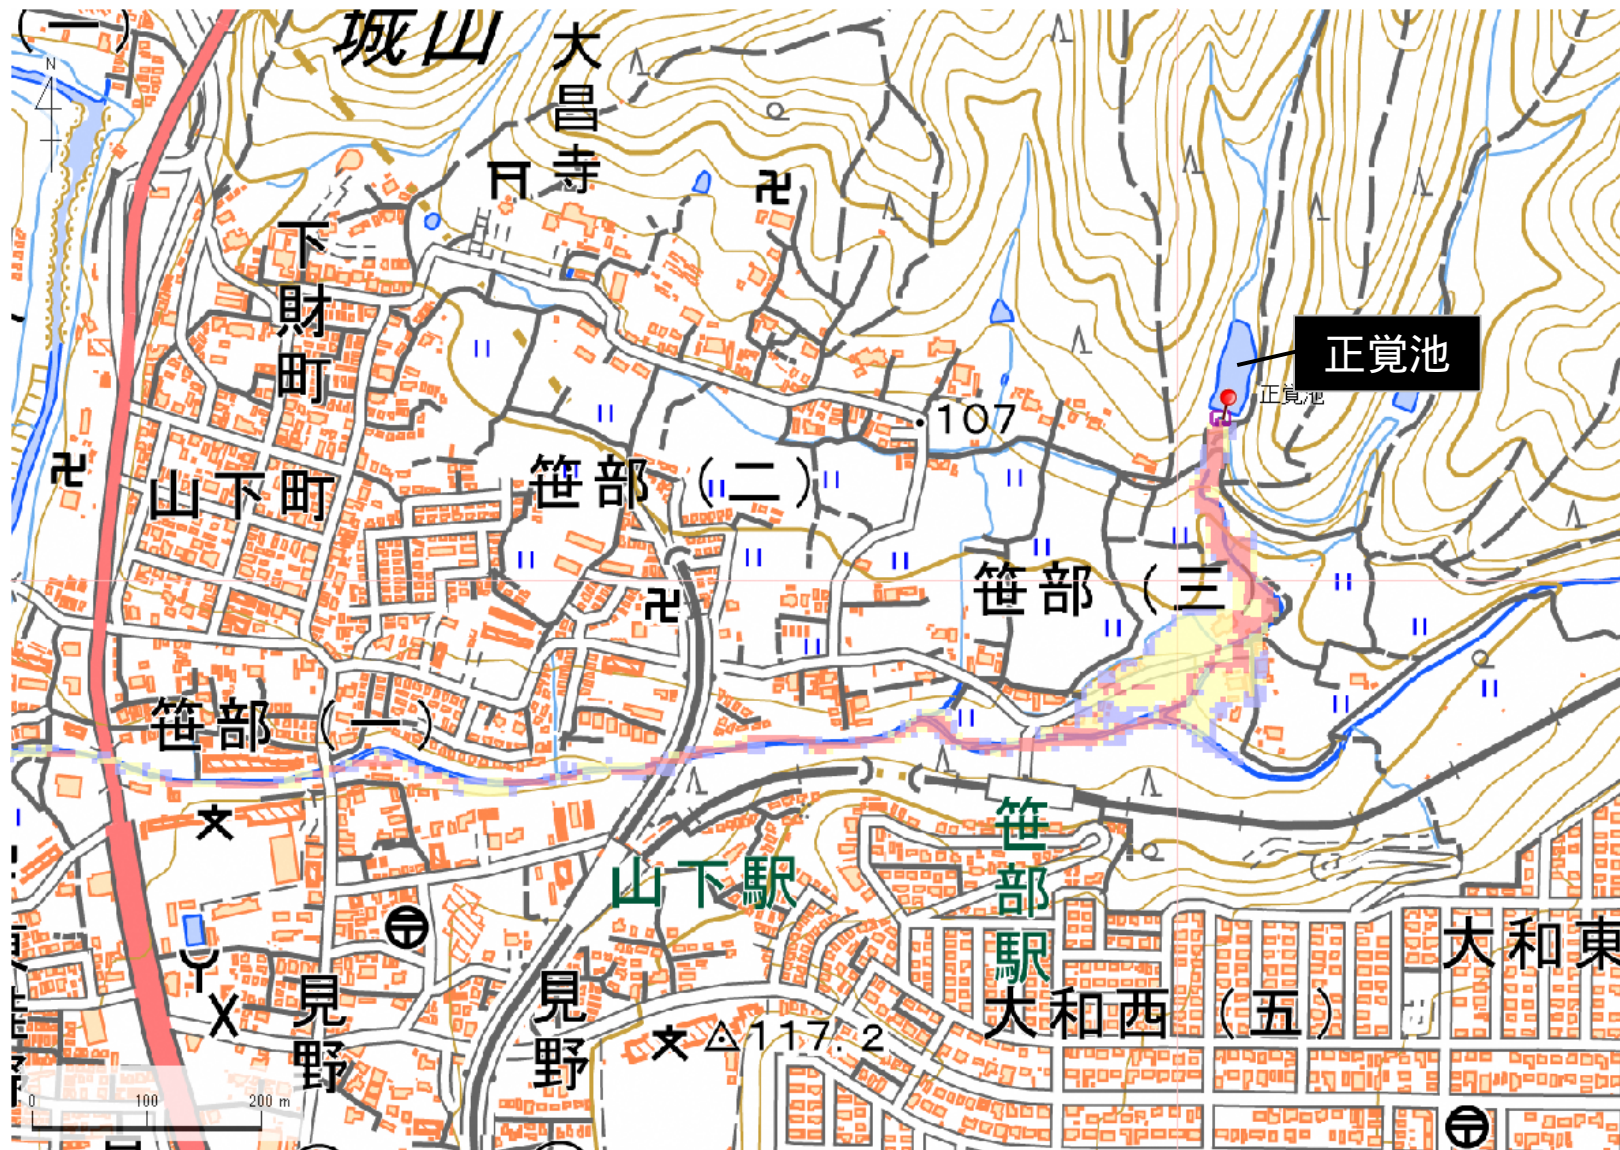 (一)
城山
大昌寺
N
下財町
正覚池
正覚池
107
山下町
笹部(二)
笹部(三
笹部(一)
笹部駅
山下駅
大和東
見野
見野
大和西(五)
117.2
0 100 200 m